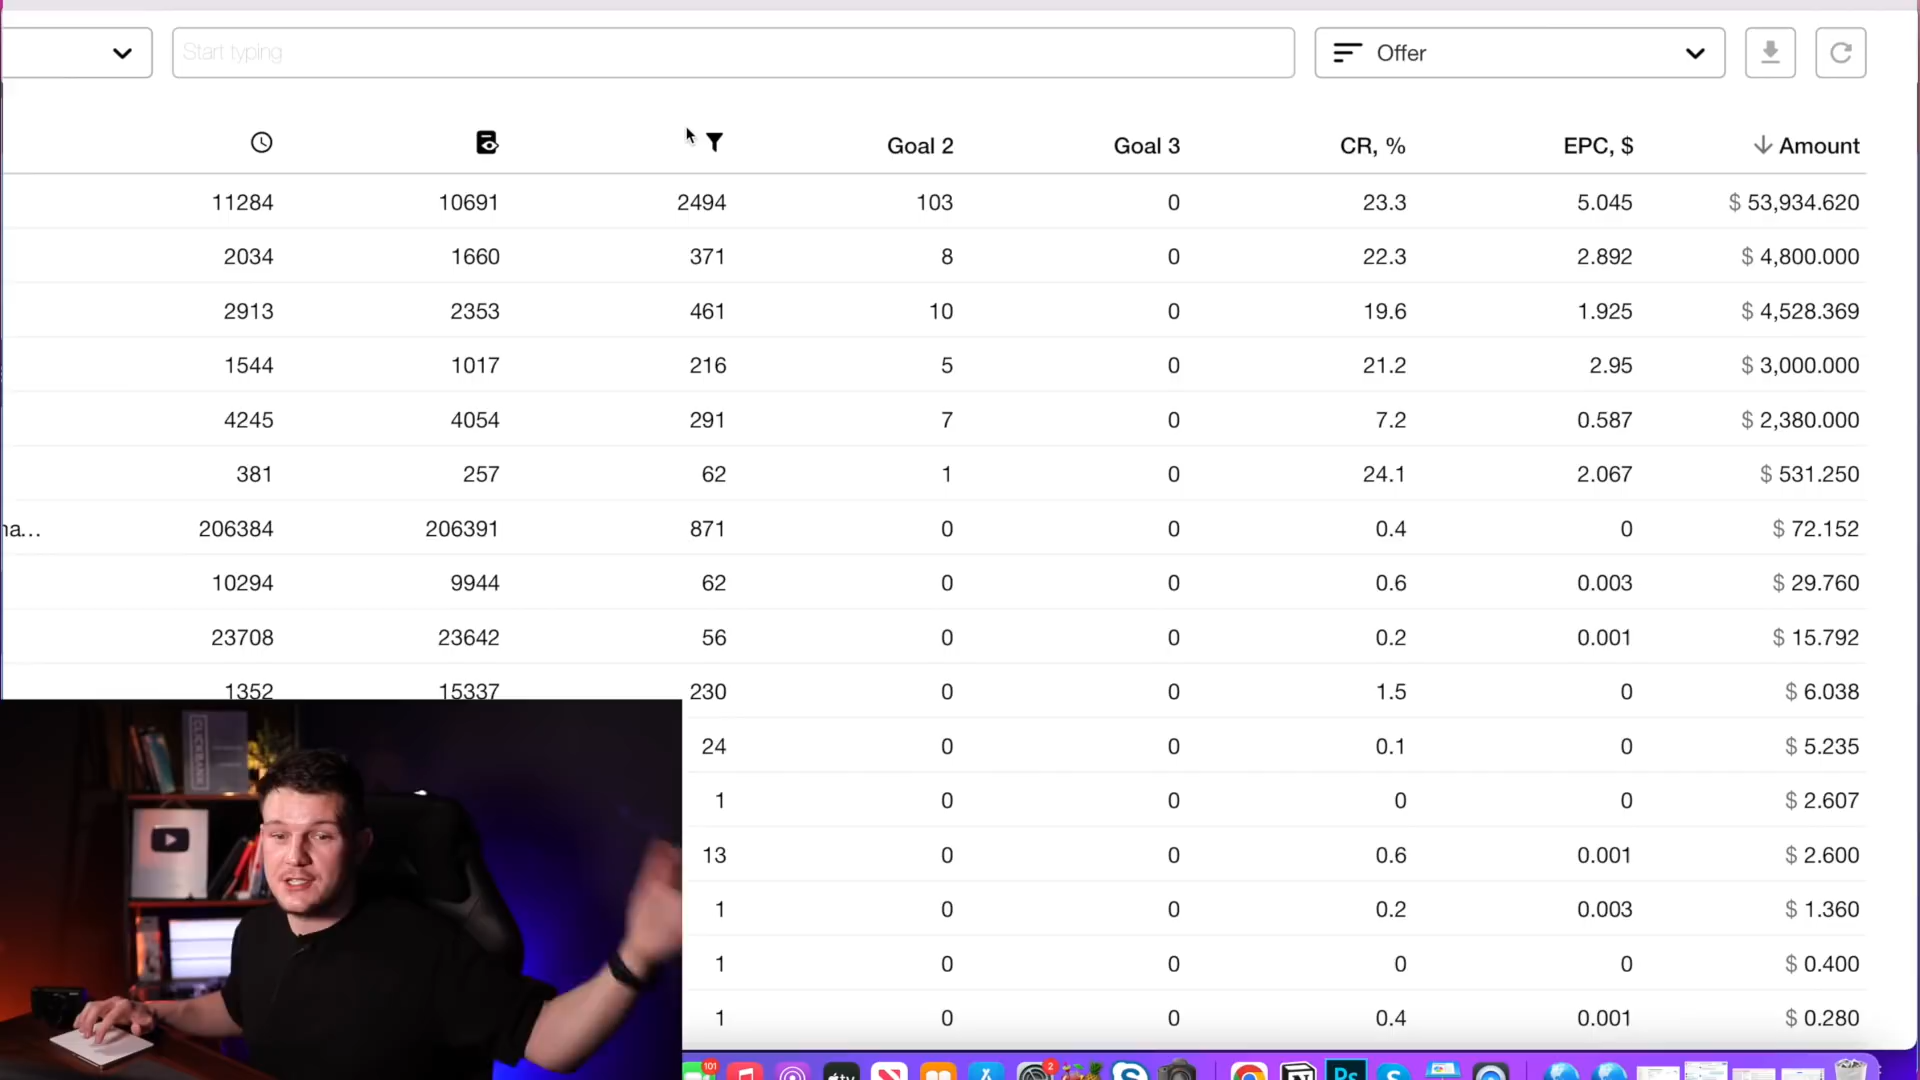 Start typing
Offer
Goal 2 Goal 3 CR, % EPC, $ Amount
11284 10691 2494 103 0 23.3 5.045 $ 53,934.620
2034 1660 371 8 0 22.3 2.892 $ 4,800.000
2913 2353 461 10 0 19.6 1.925 $ 4,528.369
1544 1017 216 5 0 21.2 2.95 $ 3,000.000
4245 4054 291 7 0 7.2 0.587 $ 2,380.000
381 257 62 1 0 24.1 2.067 $ 531.250
na... 206384 206391 871 0 0 0.4 0 $ 72.152
10294 9944 62 0 0 0.6 0.003 $ 29.760
23708 23642 56 0 0 0.2 0.001 $ 15.792
1352 15337 230 0 0 1.5 0 $ 6.038
24 0 0 0.1 0 $ 5.235
1 0 0 0 0 $ 2.607
13 0 0 0.6 0.001 $ 2.600
1 0 0 0.2 0.003 $ 1.360
1 0 0 0 0 $ 0.400
1 0 0 0.4 0.001 $ 0.280
CLICKBANK
101
tv
2
Ps